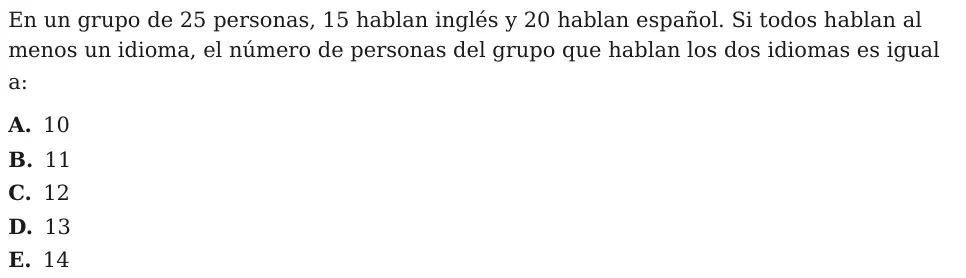 En un grupo de 25 personas, 15 hablan inglés y 20 hablan español. Si todos hablan al
menos un idioma, el número de personas del grupo que hablan los dos idiomas es igual
a:
A. 10
B. 11
C. 12
D. 13
E. 14